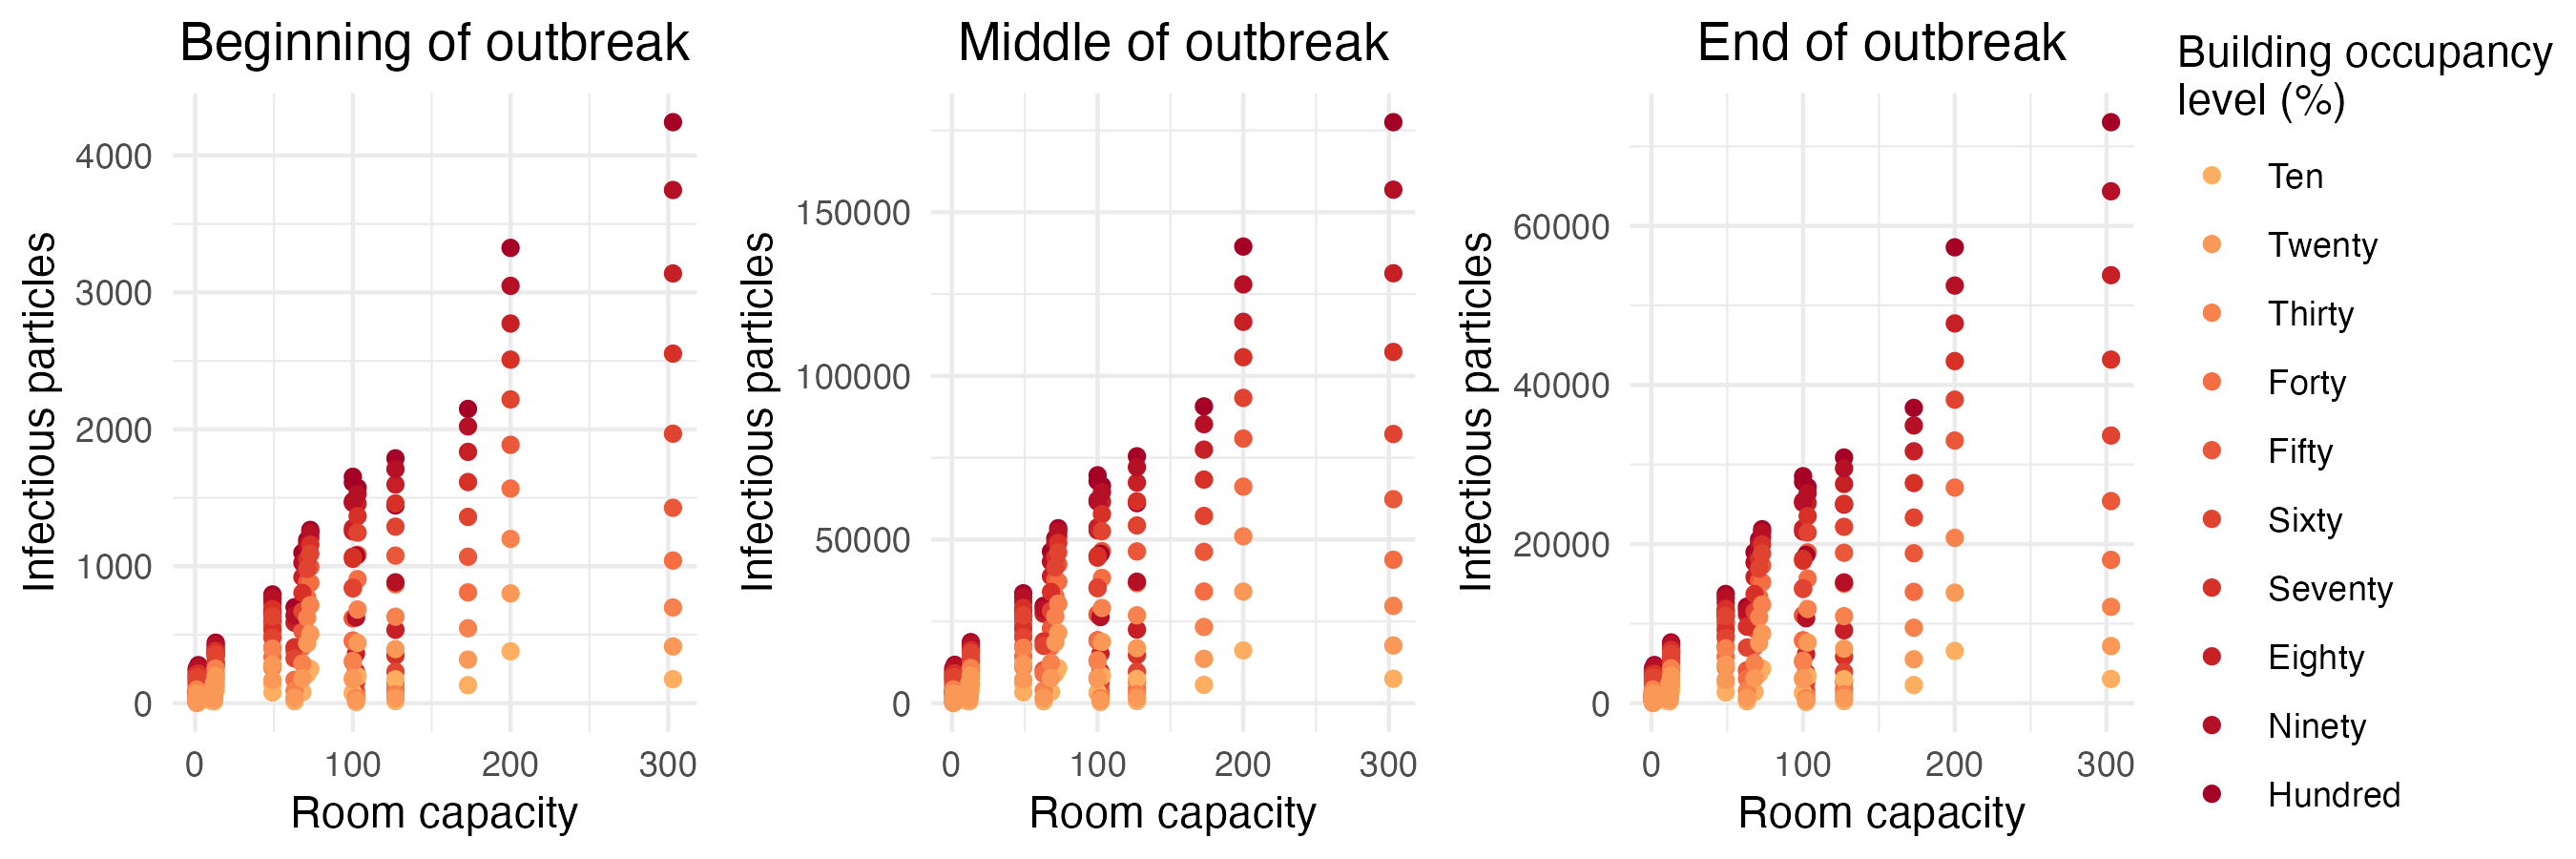 Beginning of outbreak
Infectious particles
4000
3000
2000
1000
0
0 100 200 300
Room capacity
Middle of outbreak
Infectious particles
150000
100000
50000
0
0 100 200 300
Room capacity
End of outbreak
Infectious particles
60000
40000
20000
0
0 100 200 300
Room capacity
Building occupancy
level (%)
Ten
Twenty
Thirty
Forty
Fifty
Sixty
Seventy
Eighty
Ninety
Hundred